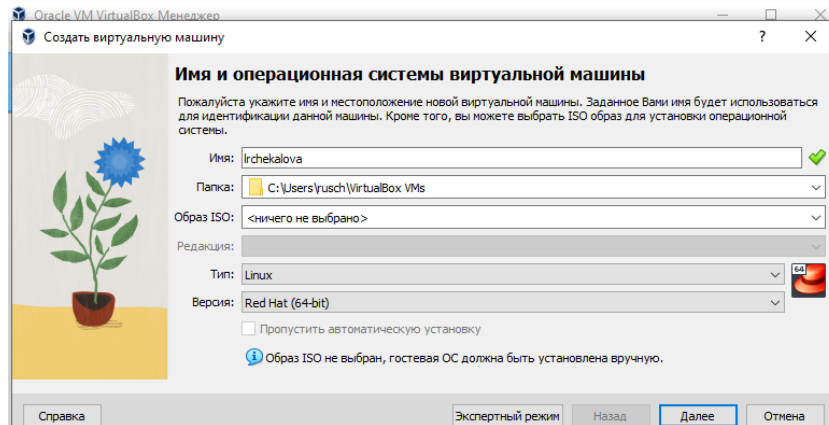 Oracle VM VirtualBox Менеджер
Создать виртуальную машину
?
Имя и операционная системы виртуальной машины
Пожалуйста укажите имя и местоположение новой виртуальной машины. Заданное Вами имя будет использоваться
для идентификации данной машины. Кроме того, вы можете выбрать ISO образ для установки операционной
системы.
Имя: lrchekalova
Папка: C:\Users\rusch\VirtualBox VMs
Образ ISO: <ничего не выбрано>
Редакция:
Тип: Linux
64
Версия: Red Hat (64-bit)
Пропустить автоматическую установку
Образ ISO не выбран, гостевая ОС должна быть установлена вручную.
Справка Экспертный режим Назад Далее Отмена